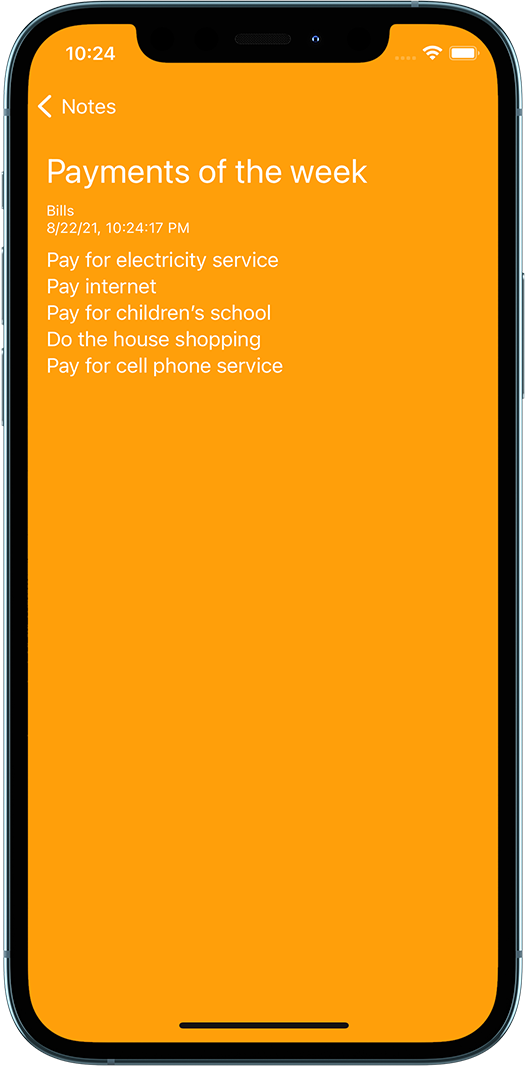 10:24
Notes
Payments of the week
Bills
8/22/21, 10:24:17 PM
Pay for electricity service
Pay internet
Pay for children’s school
Do the house shopping
Pay for cell phone service